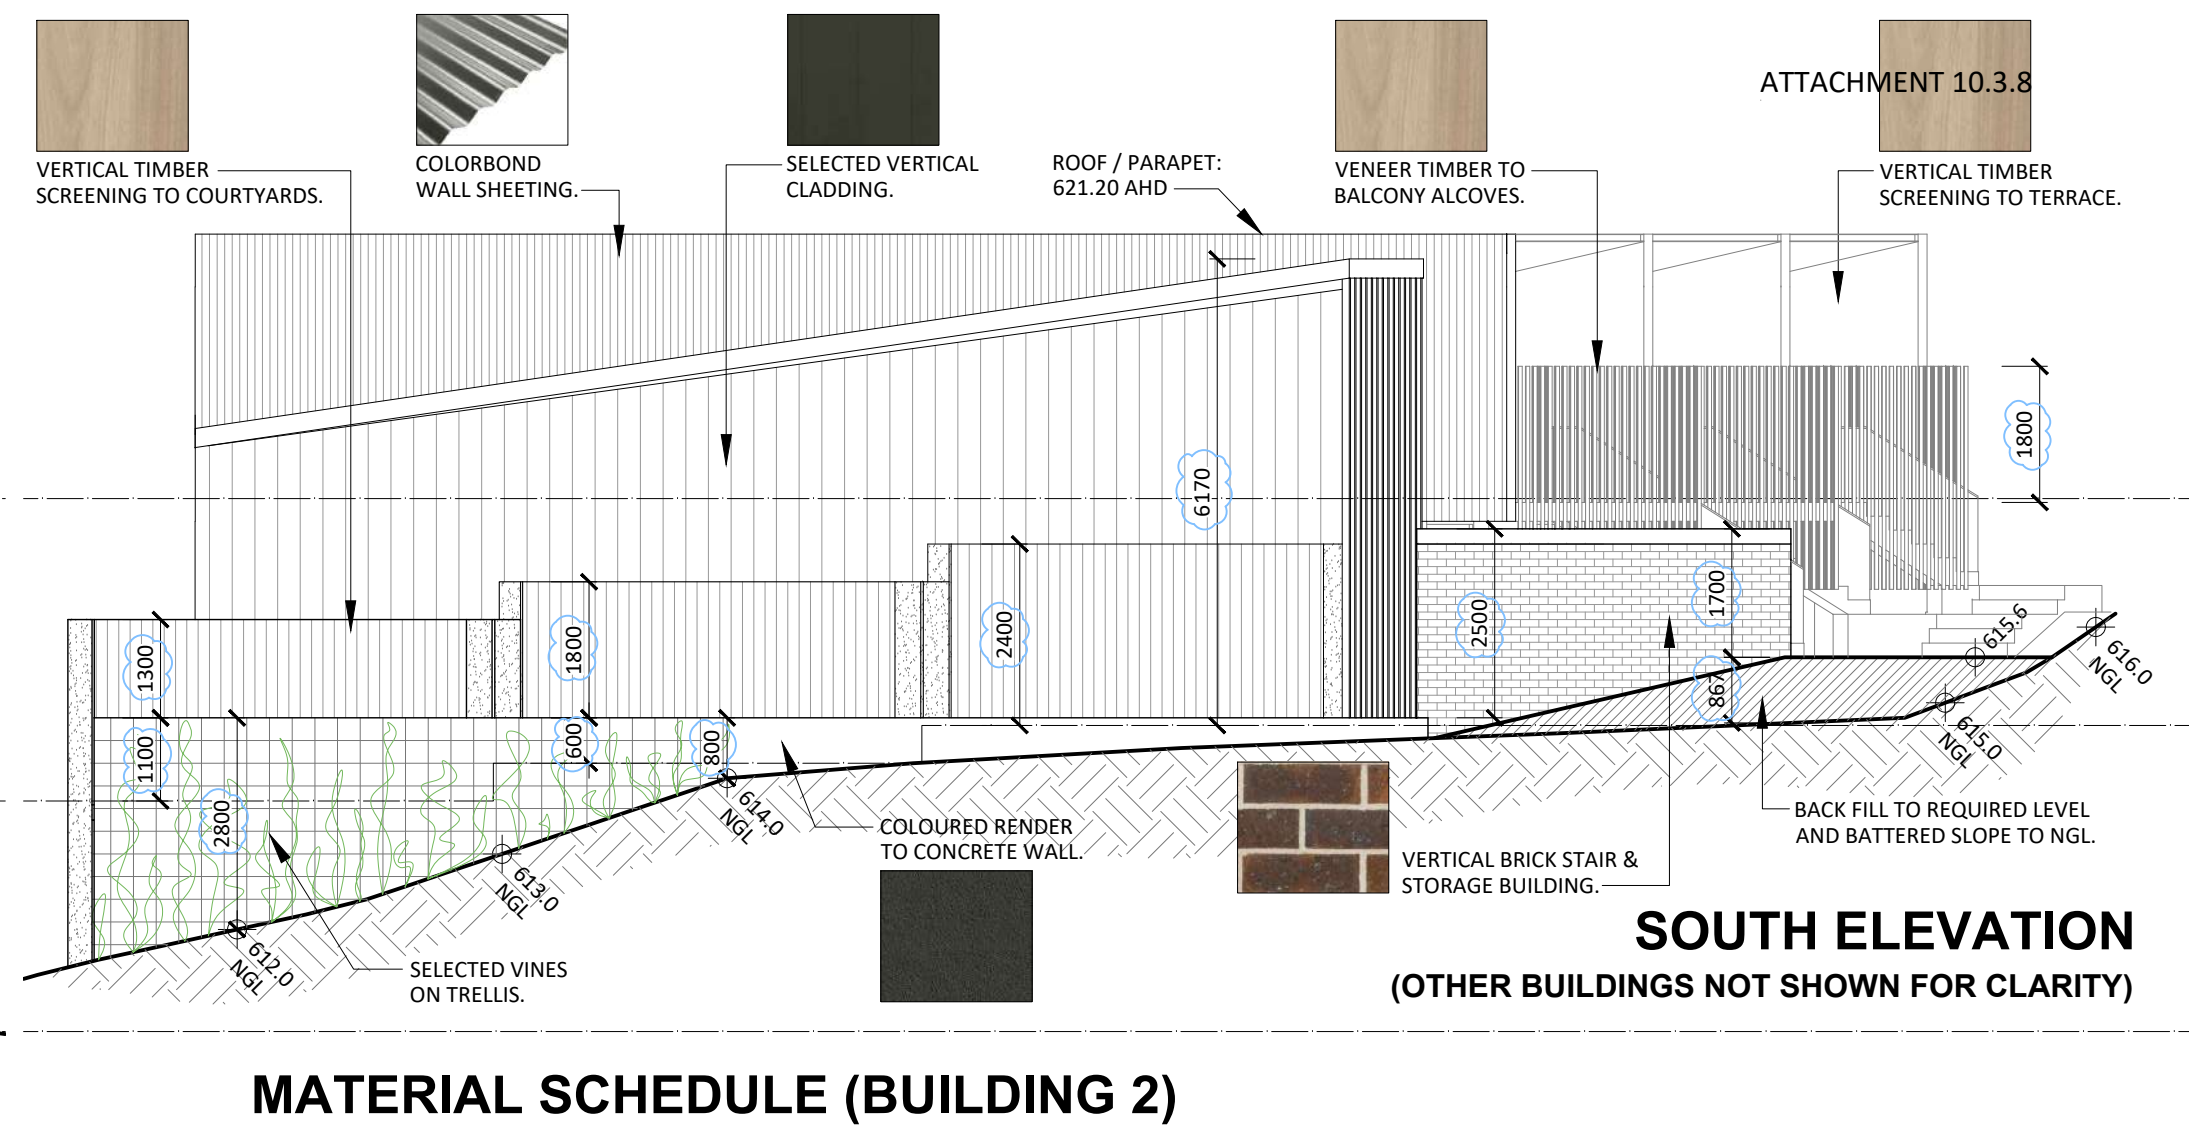 ATTACHMENT 10.3.8
VERTICAL TIMBER
SCREENING TO COURTYARDS.
COLORBOND
WALL SHEETING.
SELECTED VERTICAL
CLADDING.
ROOF / PARAPET:
621.20 AHD
VENEER TIMBER TO
BALCONY ALCOVES.
VERTICAL TIMBER
SCREENING TO TERRACE.
1800
6170
1300
1800
2400
2500
1700
615.6
616.0
NGL
1100
600
800
867
615.0
NGL
2800
614.0
NGL
613.0
NGL
612.0
NGL
COLOURED RENDER
TO CONCRETE WALL.
BACK FILL TO REQUIRED LEVEL
AND BATTERED SLOPE TO NGL.
VERTICAL BRICK STAIR &
STORAGE BUILDING.
SELECTED VINES
ON TRELLIS.
SOUTH ELEVATION
(OTHER BUILDINGS NOT SHOWN FOR CLARITY)
MATERIAL SCHEDULE (BUILDING 2)